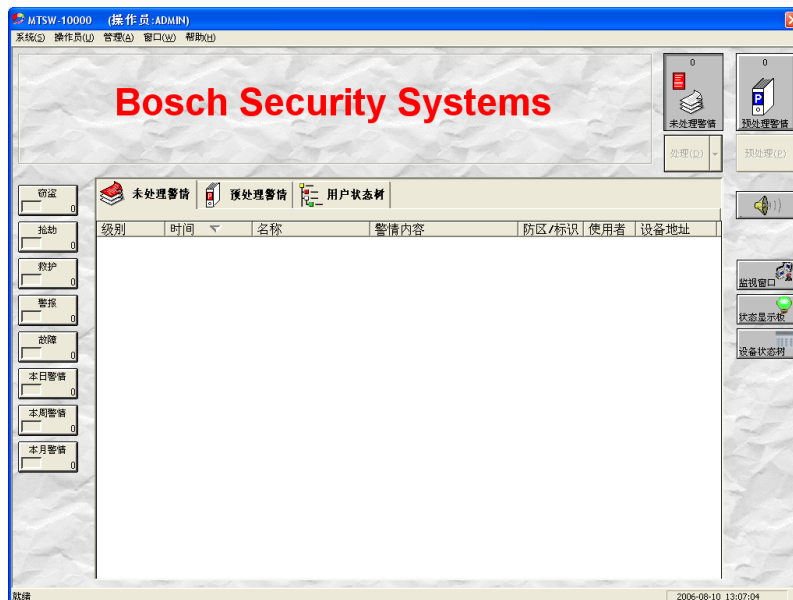 MTSW-10000 (操作员:ADMIN)
系统(S) 操作员(U) 管理(A) 窗口(W) 帮助(H)
Bosch Security Systems
0
未处理警情
0
P
预处理警情
处理(D)
预处理(P)
未处理警情 预处理警情 用户状态树
级别 时间 名称 警情内容 防区/标识 使用者 设备地址
窃盗
0
抢劫
0
救护
0
警报
0
故障
0
本日警情
0
本周警情
0
本月警情
0
监视窗口
状态显示板
设备状态树
就绪
2006-08-10 13:07:04